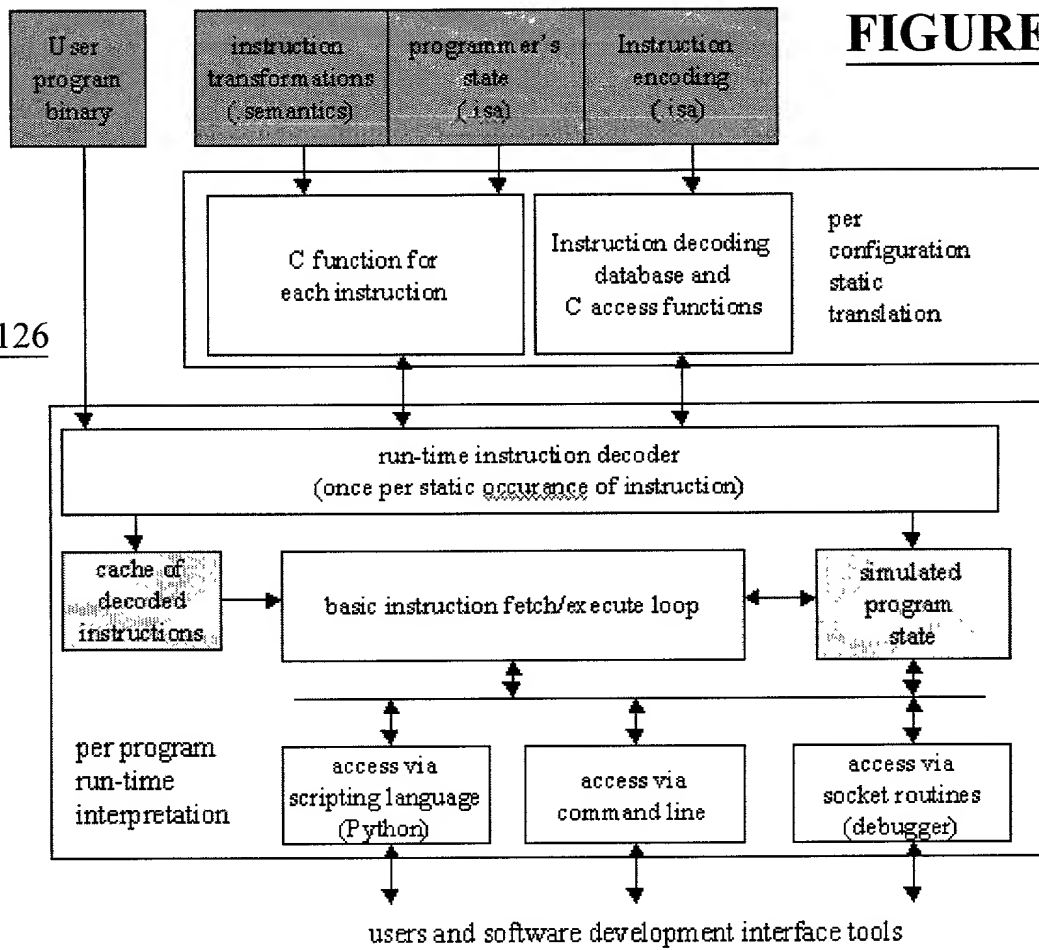 FIGURE
User
program
binary
instruction
transformations
(.semantics)
programmer's
state
(.isa)
Instruction
encoding
(.isa)
C function for
each instruction
Instruction decoding
database and
C access functions
per
configuration
static
translation
126
run-time instruction decoder
(once per static occurance of instruction)
cache of
decoded
instructions
basic instruction fetch/execute loop
simulated
program
state
per program
run-time
interpretation
access via
scripting language
(Python)
access via
command line
access via
socket routines
(debugger)
users and software development interface tools